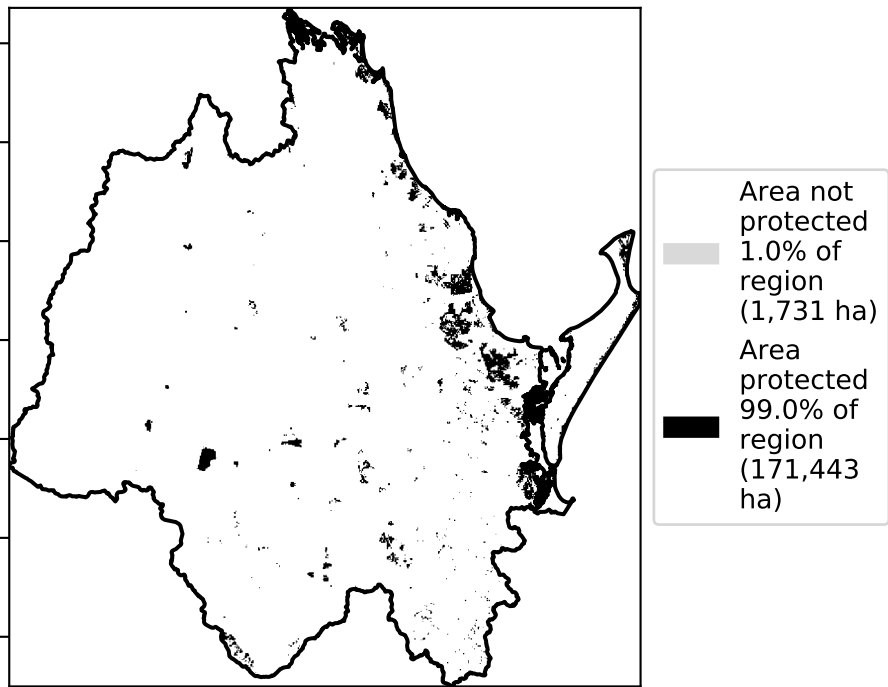 Area not
protected
1.0% of
region
(1,731 ha)
Area
protected
99.0% of
region
(171,443
ha)